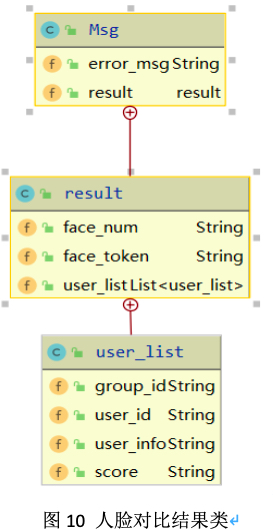 Msg
error_msg String
result result
result
face_num String
face_token String
user_list List<user_list>
user_list
group_id String
user_id String
user_info String
score String
图 10 人脸对比结果类